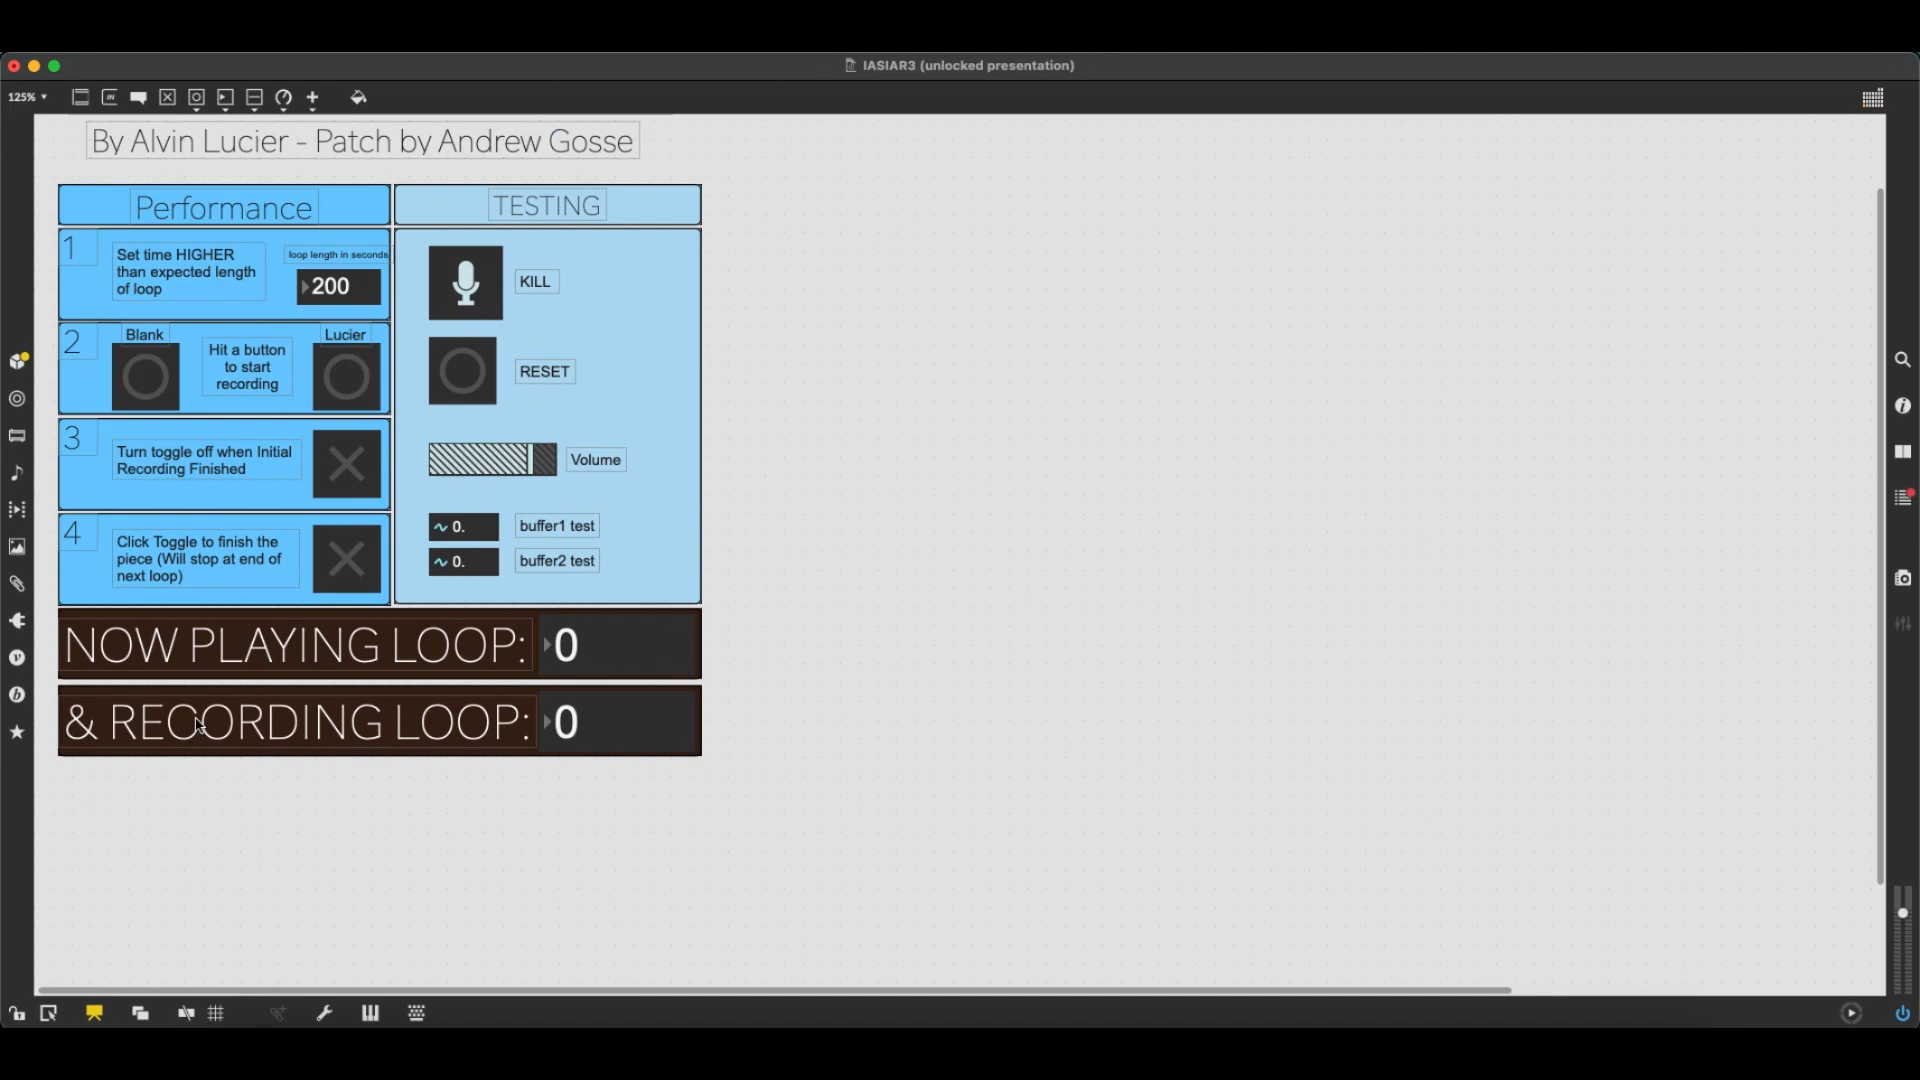 IASIAR3 (unlocked presentation)
125%
By Alvin Lucier - Patch by Andrew Gosse
Performance
TESTING
1
Set time HIGHER
than expected length
of loop
loop length in seconds
200
KILL
2
Blank
Hit a button
to start
recording
Lucier
RESET
3
Turn toggle off when Initial
Recording Finished
Volume
4
Click Toggle to finish the
piece (Will stop at end of
next loop)
0.
buffer1 test
0.
buffer2 test
NOW PLAYING LOOP: 0
& RECORDING LOOP: 0